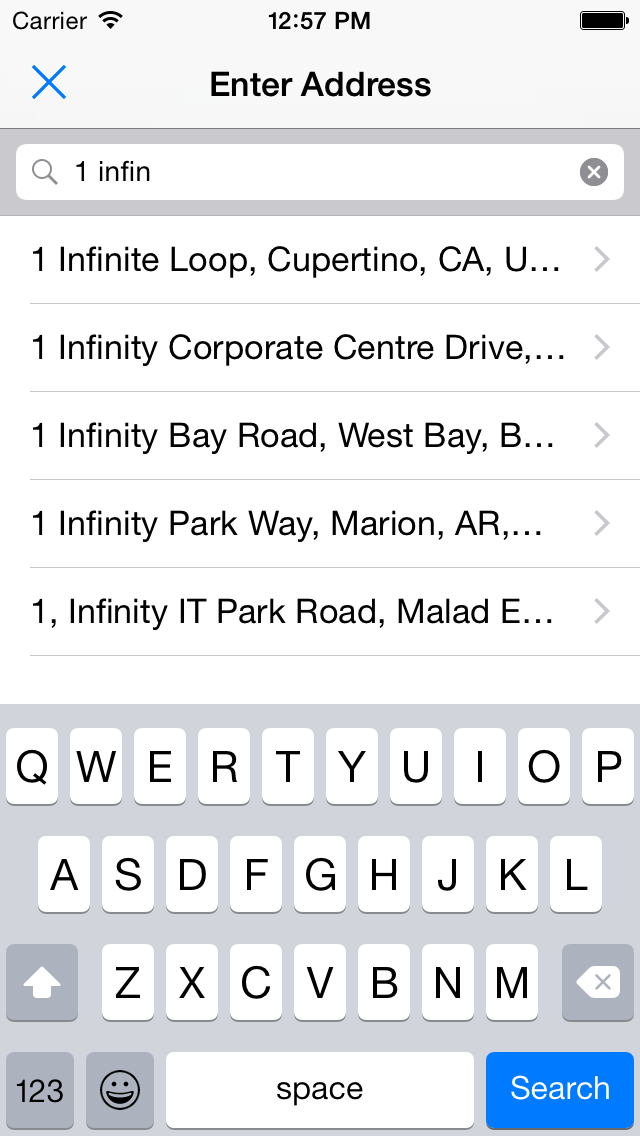 Carrier 12:57 PM
Enter Address
1 infin
1 Infinite Loop, Cupertino, CA, U...
1 Infinity Corporate Centre Drive,...
1 Infinity Bay Road, West Bay, B...
1 Infinity Park Way, Marion, AR,...
1, Infinity IT Park Road, Malad E...
Q W E R T Y U I O P
A S D F G H J K L
Z X C V B N M
123 space Search